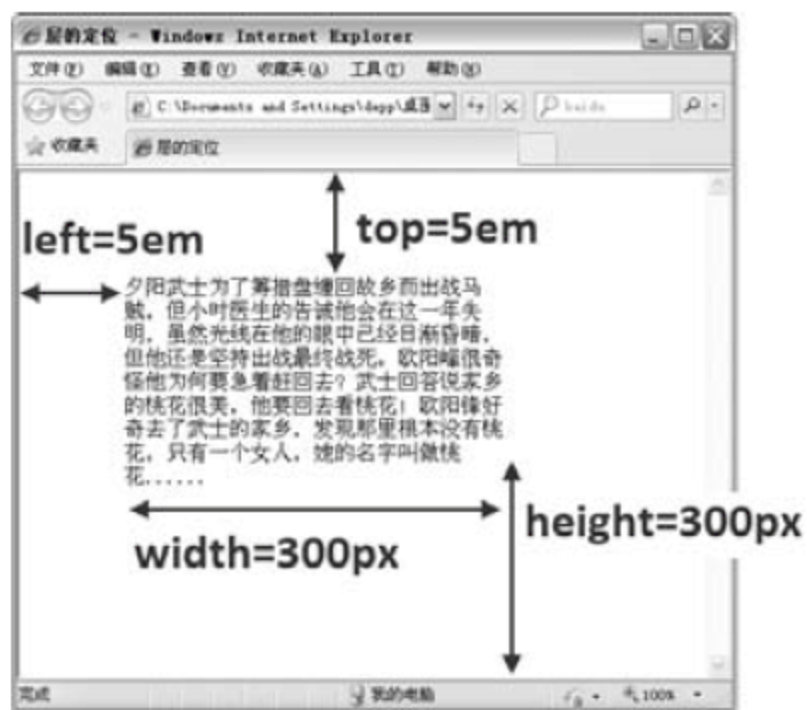 层的定位 - Windows Internet Explorer
文件(F) 编辑(E) 查看(V) 收藏夹(A) 工具(T) 帮助(H)
C:\Documents and Settings\depp\桌面 baidu
收藏夹 层的定位
left=5em
top=5em
夕阳武士为了筹措盘缠回故乡而出战马
贼，但小时医生的告诫他会在这一年失
明，虽然光线在他的眼中已经日渐昏暗，
但他还是坚持出战最终战死。欧阳峰很奇
怪他为何要急着赶回去？武士回答说家乡
的桃花很美，他要回去看桃花！欧阳锋好
奇去了武士的家乡，发现那里根本没有桃
花，只有一个女人，她的名字叫做桃
花......
width=300px
height=300px
完成 我的电脑 100%